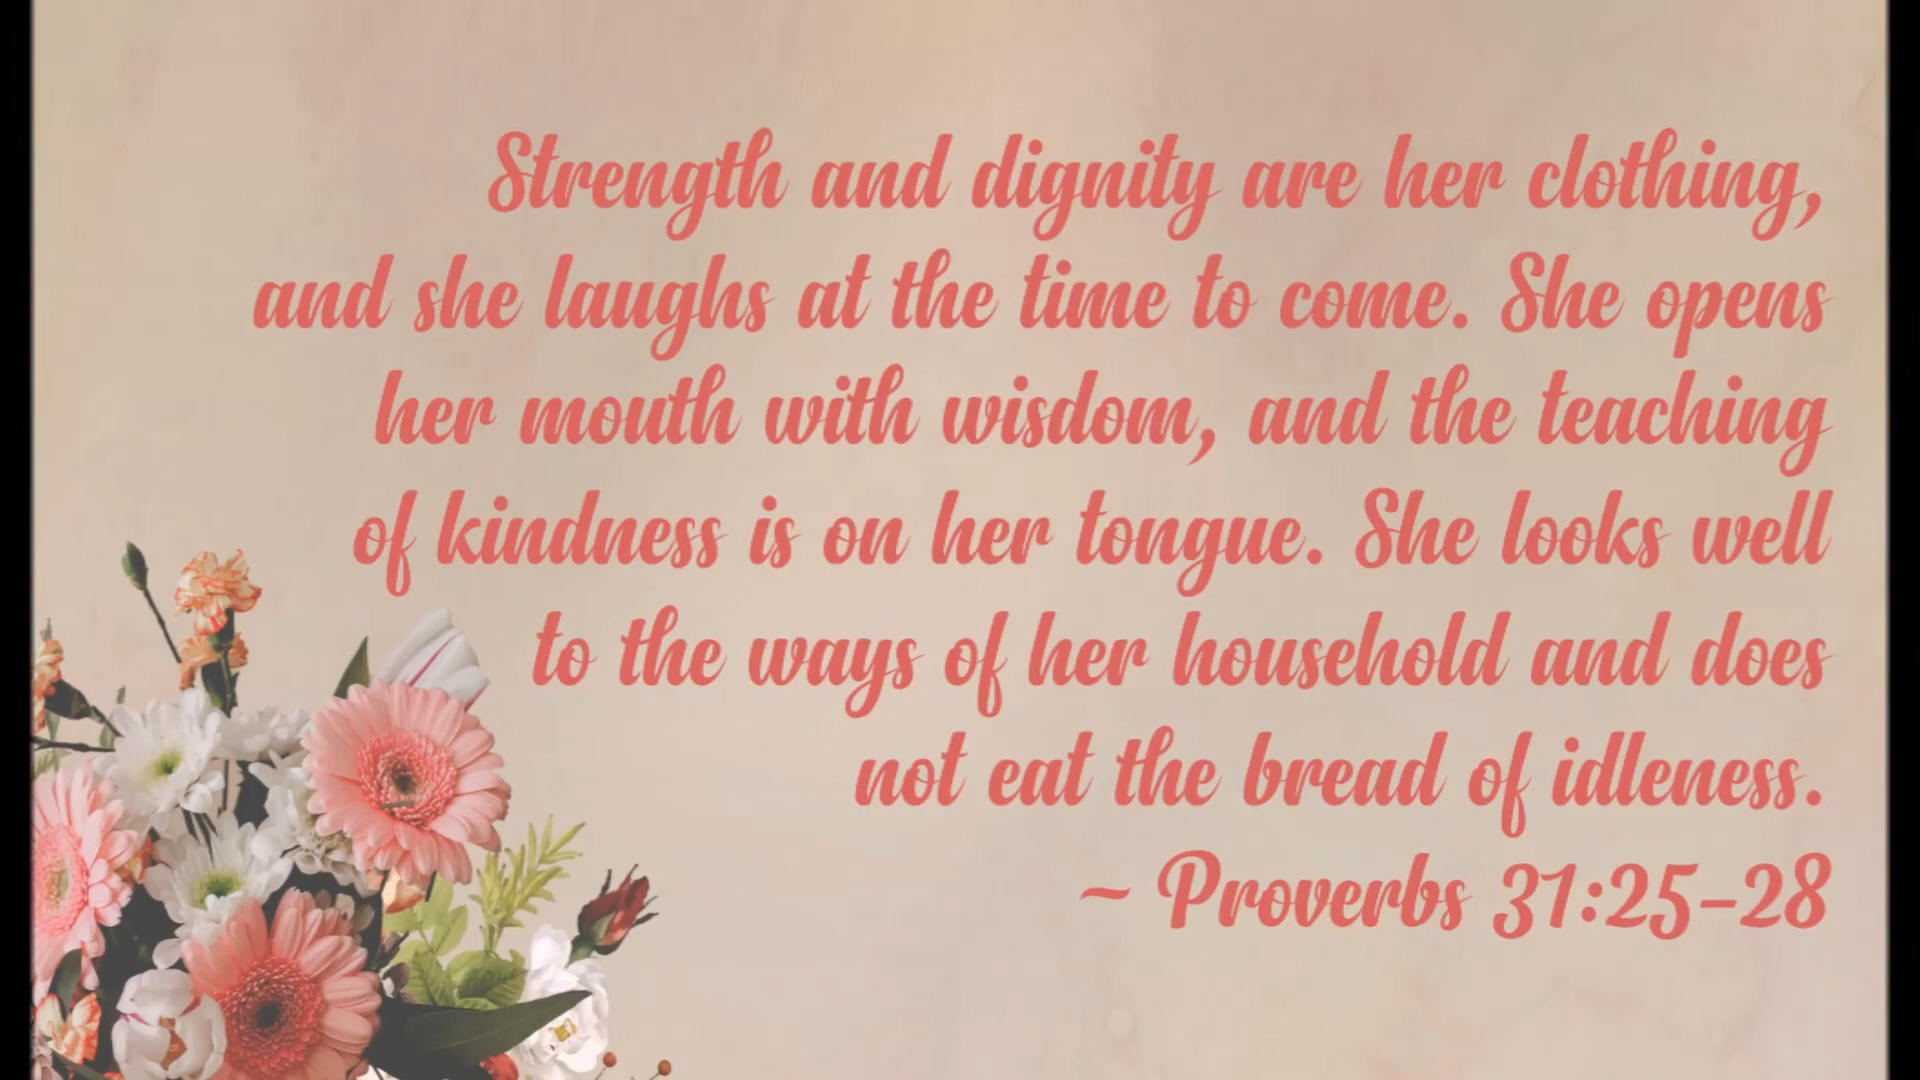 Strength and dignity are her clothing,
and she laughs at the time to come. She opens
her mouth with wisdom, and the teaching
of kindness is on her tongue. She looks well
to the ways of her household and does
not eat the bread of idleness.
~ Proverbs 31:25-28